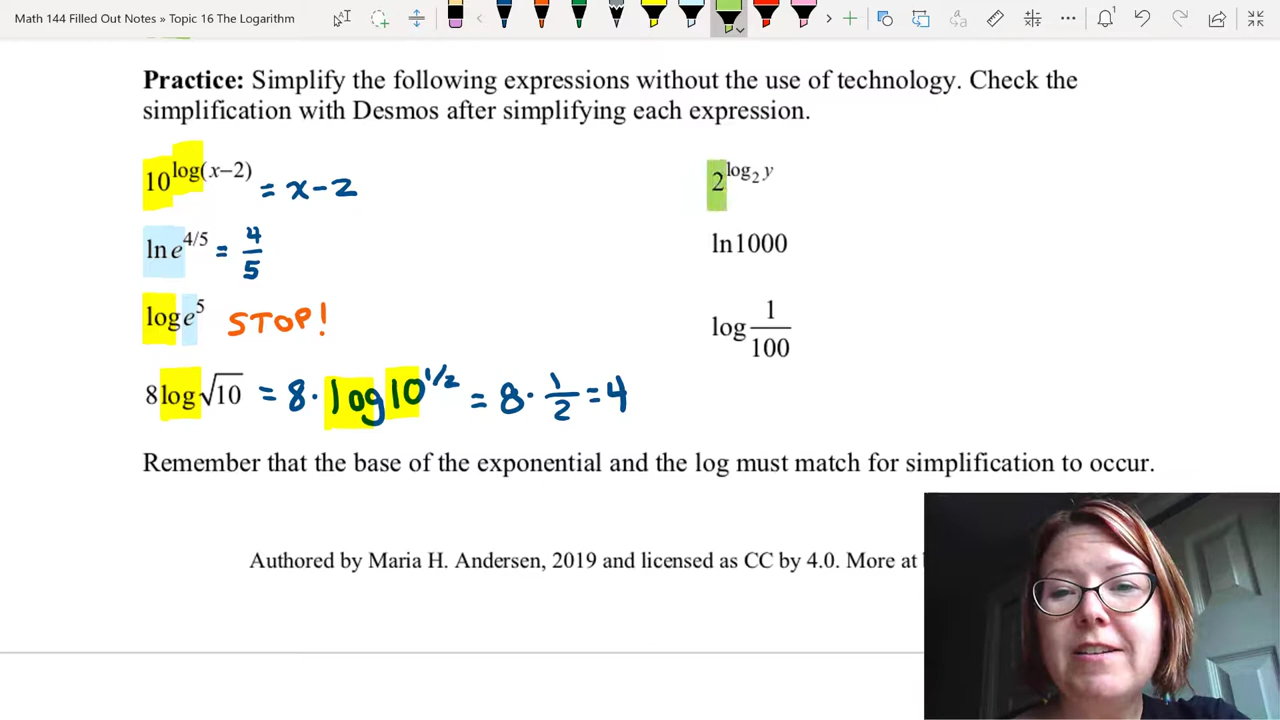 Math 144 Filled Out Notes » Topic 16 The Logarithm
Practice: Simplify the following expressions without the use of technology. Check the
simplification with Desmos after simplifying each expression.
10^log(x−2) = x − 2
ln e^4/5 = 4/5
log e^5 STOP!
8 log √10 = 8 · log 10^1/2 = 8 · 1/2 = 4
2^log₂ y
ln 1000
log 1/100
Remember that the base of the exponential and the log must match for simplification to occur.
Authored by Maria H. Andersen, 2019 and licensed as CC by 4.0. More at